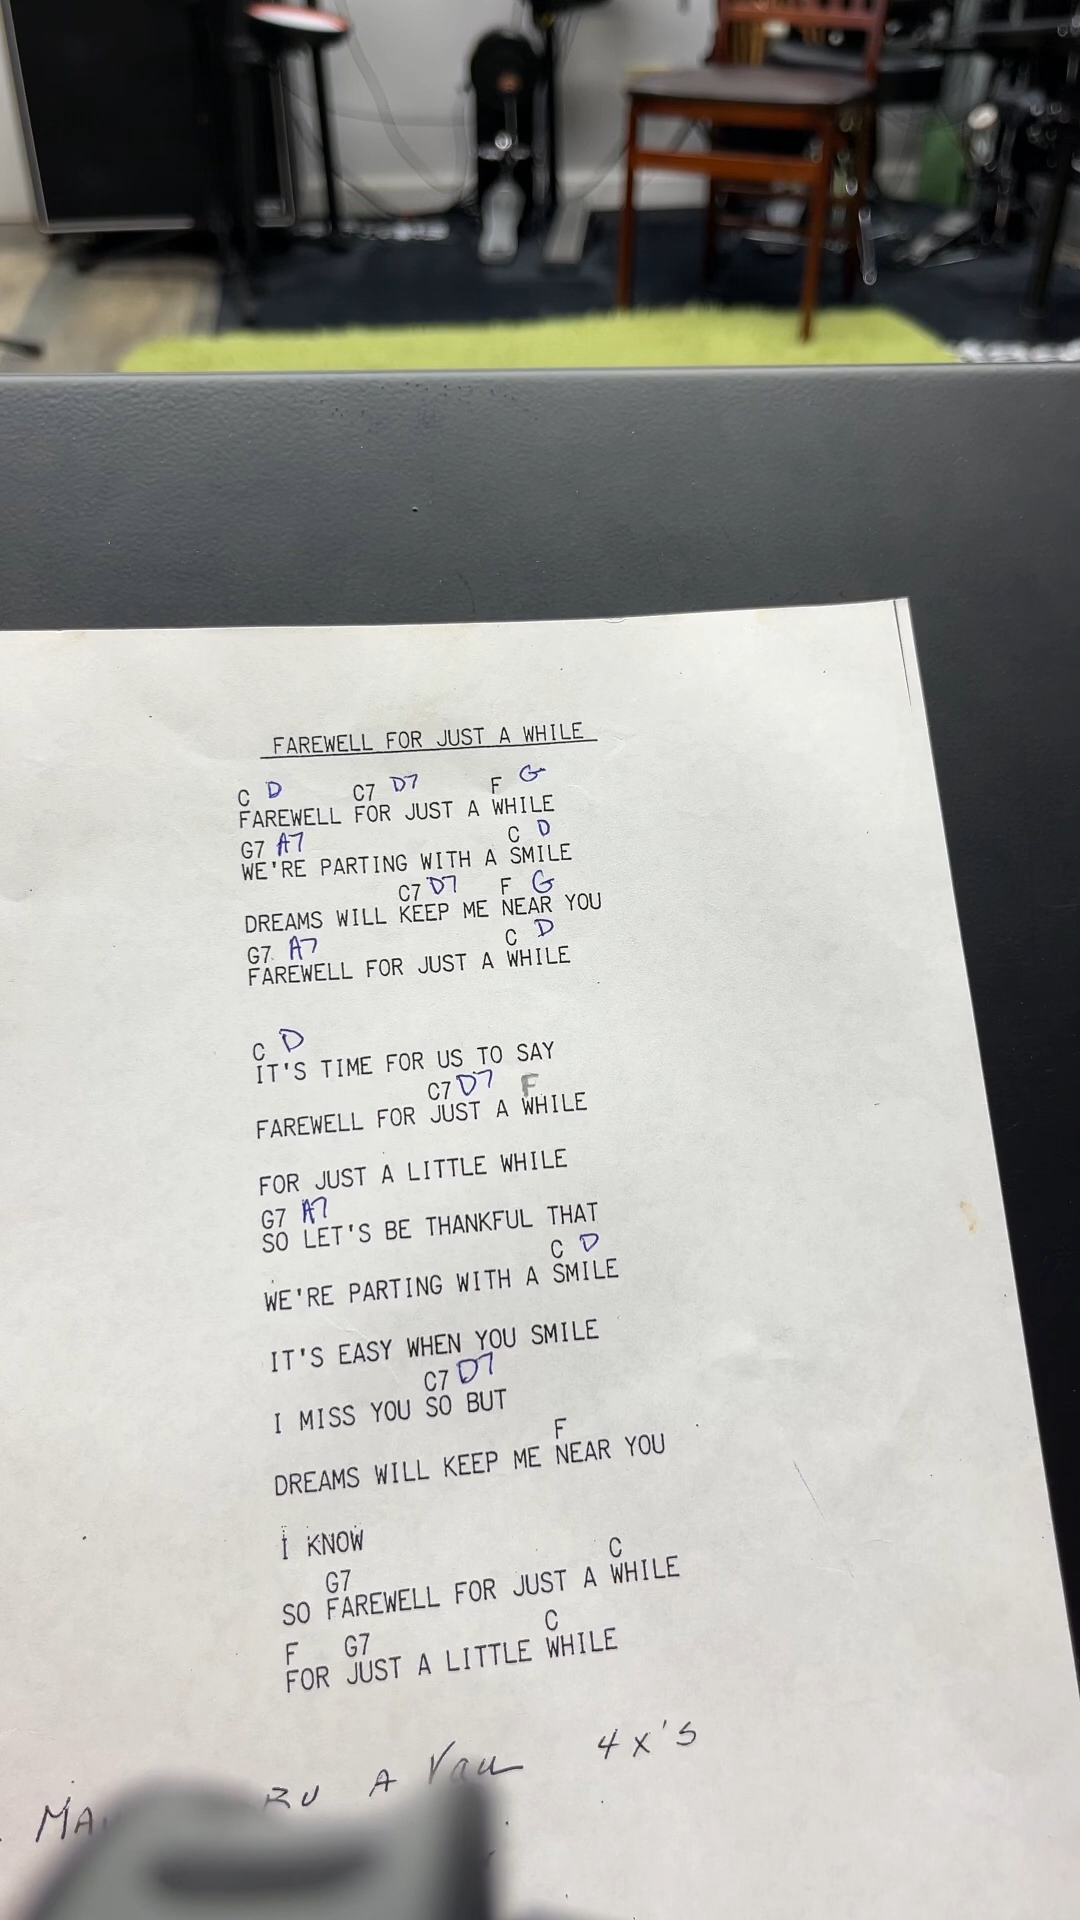 FAREWELL FOR JUST A WHILE
C D C7 D7 F G
FAREWELL FOR JUST A WHILE
G7 A7 C D
WE'RE PARTING WITH A SMILE
C7 D7 F G
DREAMS WILL KEEP ME NEAR YOU
G7 A7 C D
FAREWELL FOR JUST A WHILE
C D
IT'S TIME FOR US TO SAY
C7 D7 F
FAREWELL FOR JUST A WHILE
FOR JUST A LITTLE WHILE
G7 A7
SO LET'S BE THANKFUL THAT
C D
WE'RE PARTING WITH A SMILE
IT'S EASY WHEN YOU SMILE
C7 D7
I MISS YOU SO BUT
F
DREAMS WILL KEEP ME NEAR YOU
I KNOW
G7 C
SO FAREWELL FOR JUST A WHILE
F G7 C
FOR JUST A LITTLE WHILE
A 4 X'S